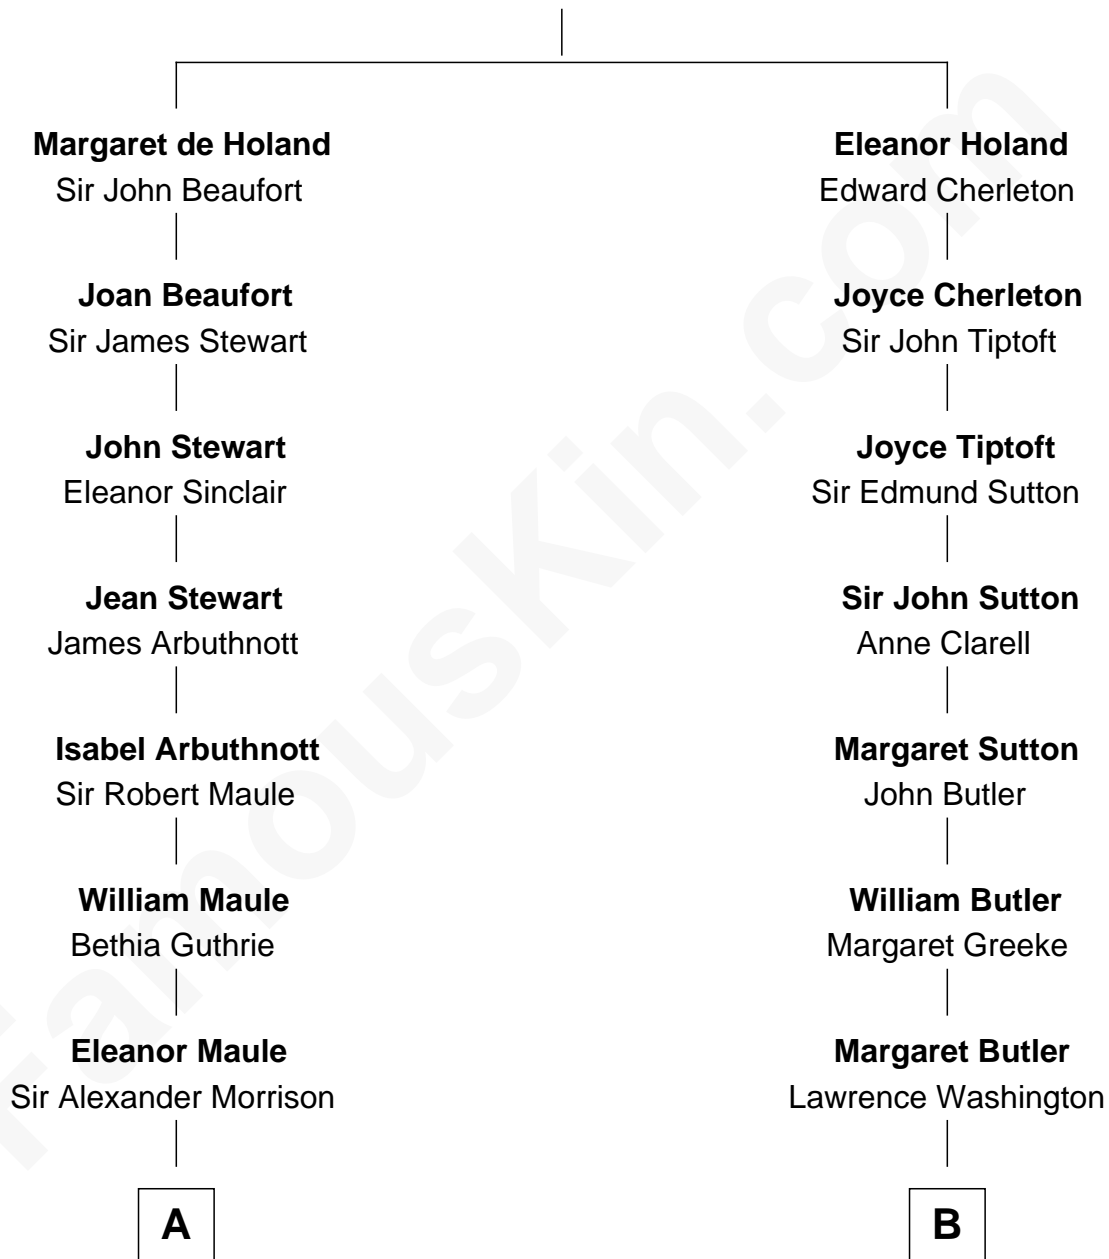 Margaret de Holand
Sir John Beaufort
Joan Beaufort
Sir James Stewart
John Stewart
Eleanor Sinclair
Jean Stewart
James Arbuthnott
Isabel Arbuthnott
Sir Robert Maule
William Maule
Bethia Guthrie
Eleanor Maule
Sir Alexander Morrison
A
Eleanor Holand
Edward Cherleton
Joyce Cherleton
Sir John Tiptoft
Joyce Tiptoft
Sir Edmund Sutton
Sir John Sutton
Anne Clarell
Margaret Sutton
John Butler
William Butler
Margaret Greeke
Margaret Butler
Lawrence Washington
B
FamousKin.com